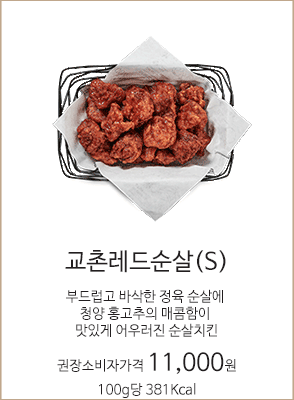 교촌레드순살(S)
부드럽고 바삭한 정육 순살에
청양 홍고추의 매콤함이
맛있게 어우러진 순살치킨
권장소비자가격 11,000원
100g당 381Kcal